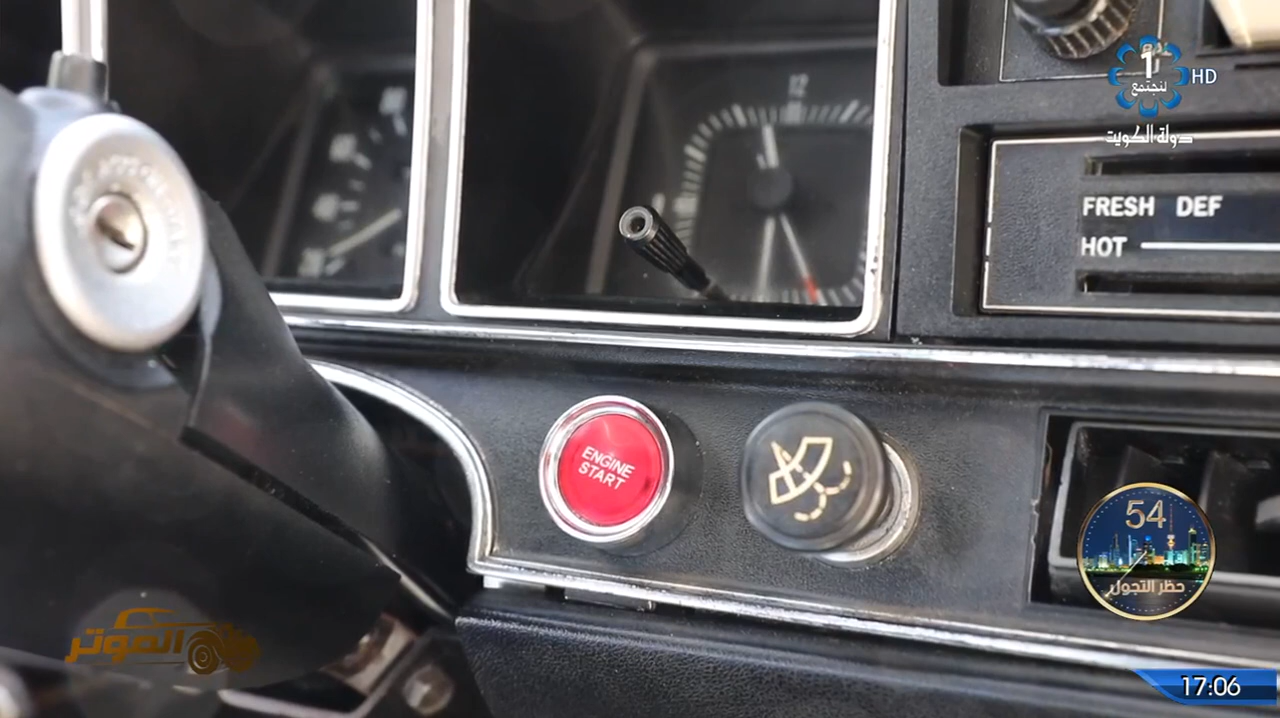 12
1
لنجتمع
HD
دولة الكويت
FRESH DEF
HOT
ENGINE
START
54
حظر التجول
الموتر
17:06